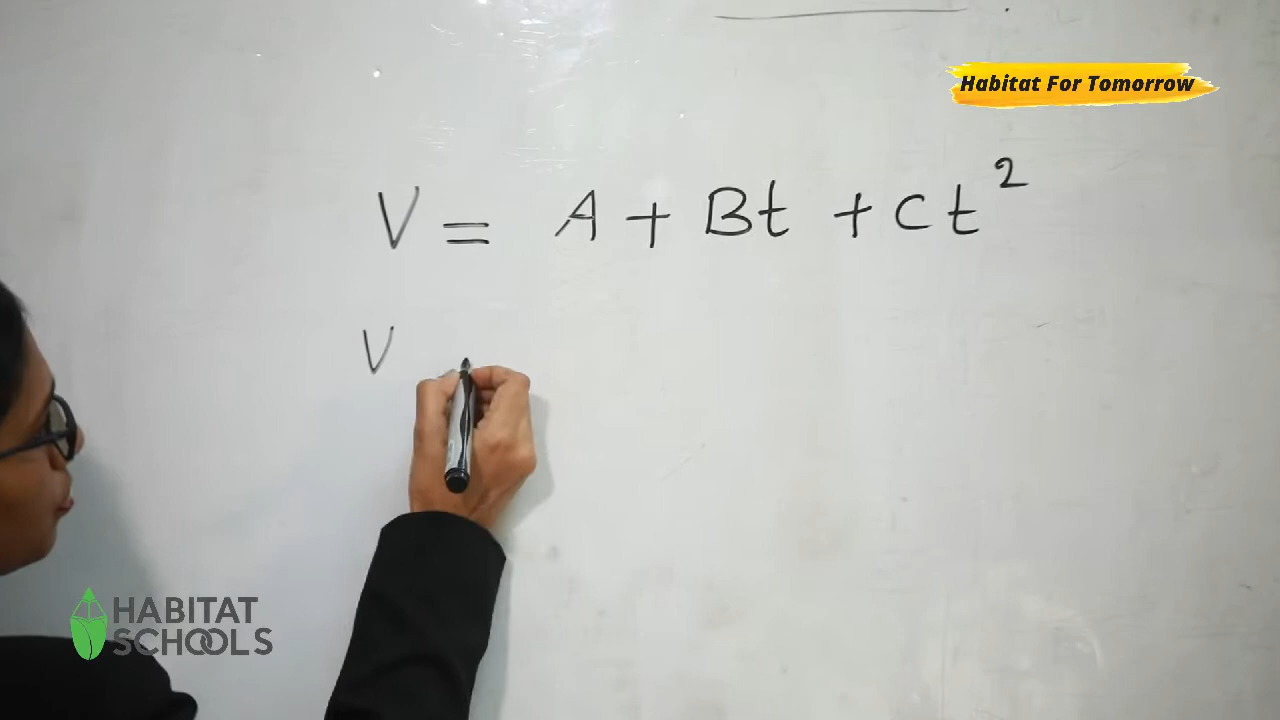 Habitat For Tomorrow
V = A + Bt + Ct²
V
HABITAT
SCHOOLS